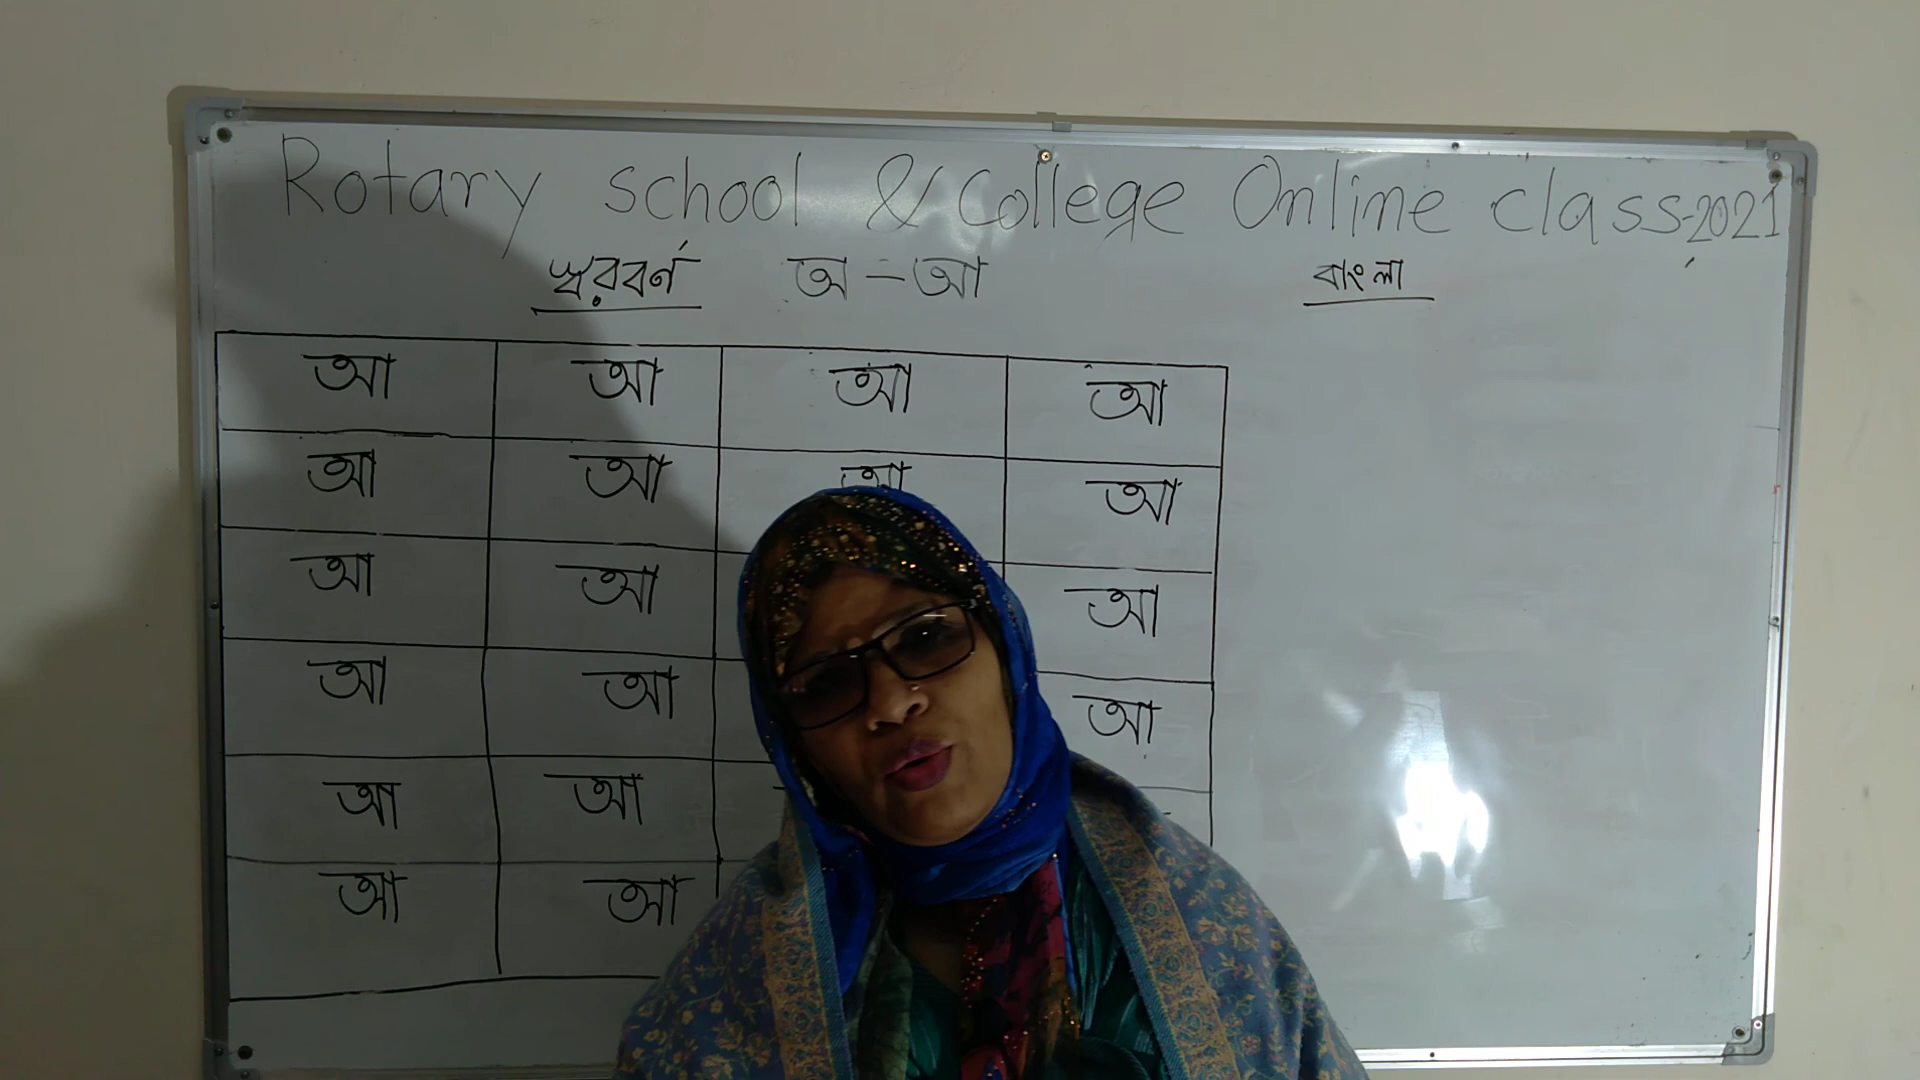 Rotary school & College Online class-2021
স্বরবর্ণ অ – আ বাংলা
আ আ আ আ
আ আ আ আ
আ আ আ
আ আ আ
আ আ
আ আ